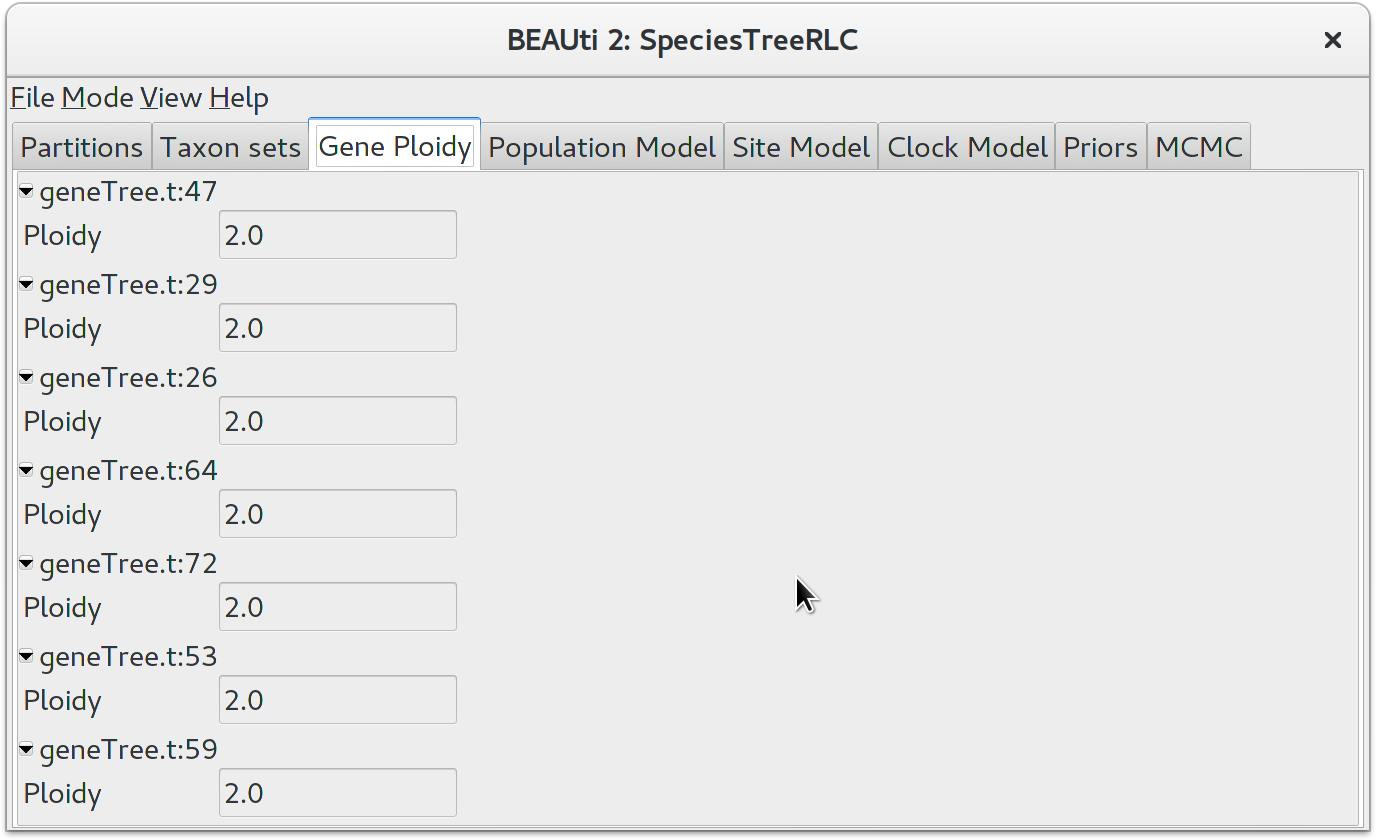 BEAUti 2: SpeciesTreeRLC
File Mode View Help
Partitions Taxon sets Gene Ploidy Population Model Site Model Clock Model Priors MCMC
geneTree.t:47
Ploidy 2.0
geneTree.t:29
Ploidy 2.0
geneTree.t:26
Ploidy 2.0
geneTree.t:64
Ploidy 2.0
geneTree.t:72
Ploidy 2.0
geneTree.t:53
Ploidy 2.0
geneTree.t:59
Ploidy 2.0